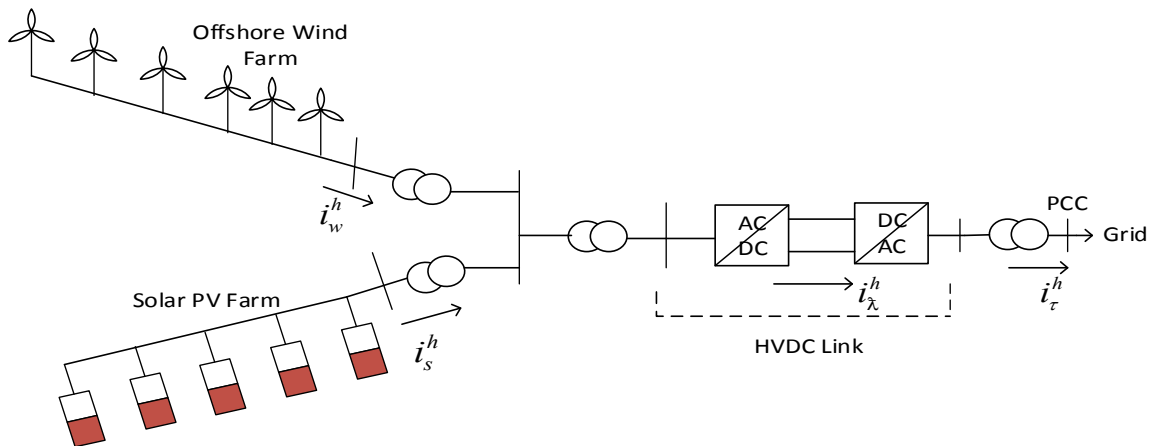 Offshore Wind
Farm
i_w^h
Solar PV Farm
i_s^h
AC
DC
DC
AC
i_λ^h
HVDC Link
PCC
Grid
i_τ^h